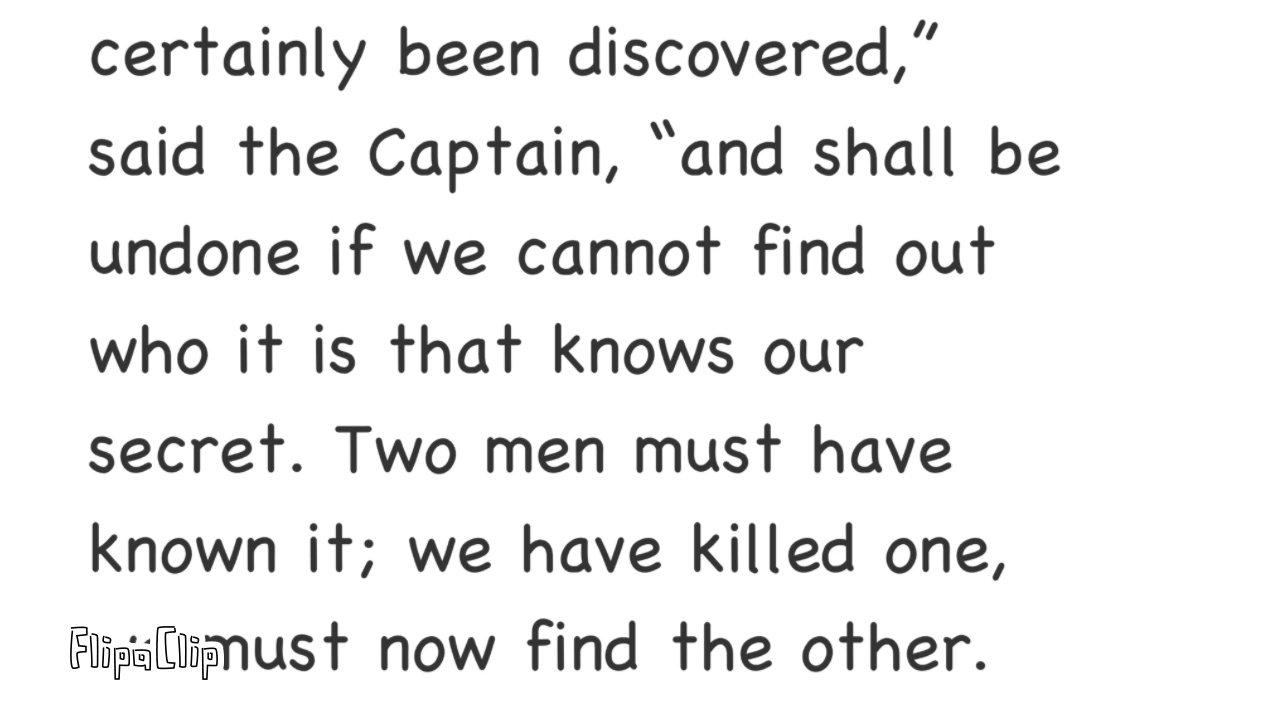 certainly been discovered,”
said the Captain, “and shall be
undone if we cannot find out
who it is that knows our
secret. Two men must have
known it; we have killed one,
must now find the other.
FlipaClip